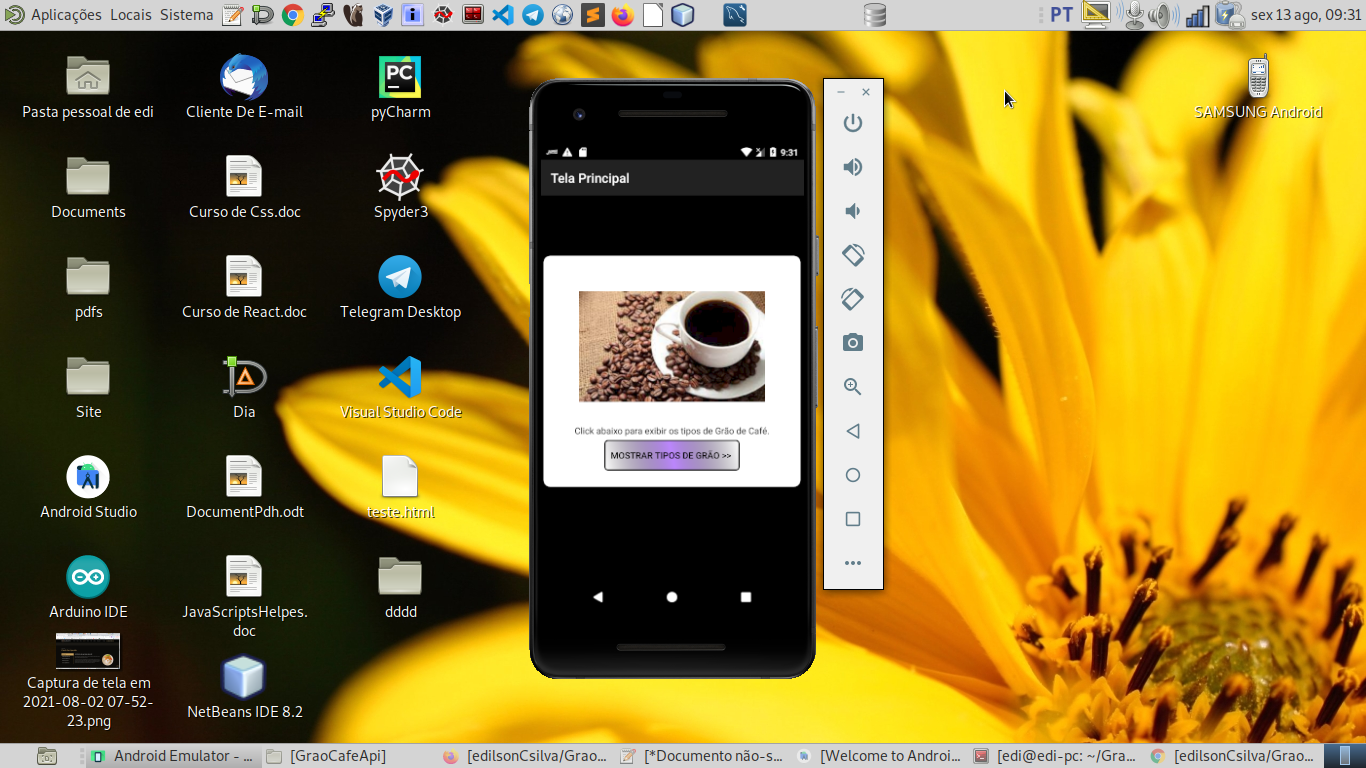 Aplicações Locais Sistema
PT
sex 13 ago, 09:31
Pasta pessoal de edi
Cliente De E-mail
PC
pyCharm
SAMSUNG Android
Documents
Curso de Css.doc
Spyder3
pdfs
Curso de React.doc
Telegram Desktop
Site
Dia
Visual Studio Code
Android Studio
DocumentPdh.odt
teste.html
Arduino IDE
JavaScriptsHelpes.
doc
dddd
Captura de tela em
2021-08-02 07-52-
23.png
NetBeans IDE 8.2
9:31
Tela Principal
Click abaixo para exibir os tipos de Grão de Café.
MOSTRAR TIPOS DE GRÃO >>
Android Emulator - ...
[GraoCafeApi]
[edilsonCsilva/Grao...
[*Documento não-s...
[Welcome to Androi...
[edi@edi-pc: ~/Gra...
[edilsonCsilva/Grao...